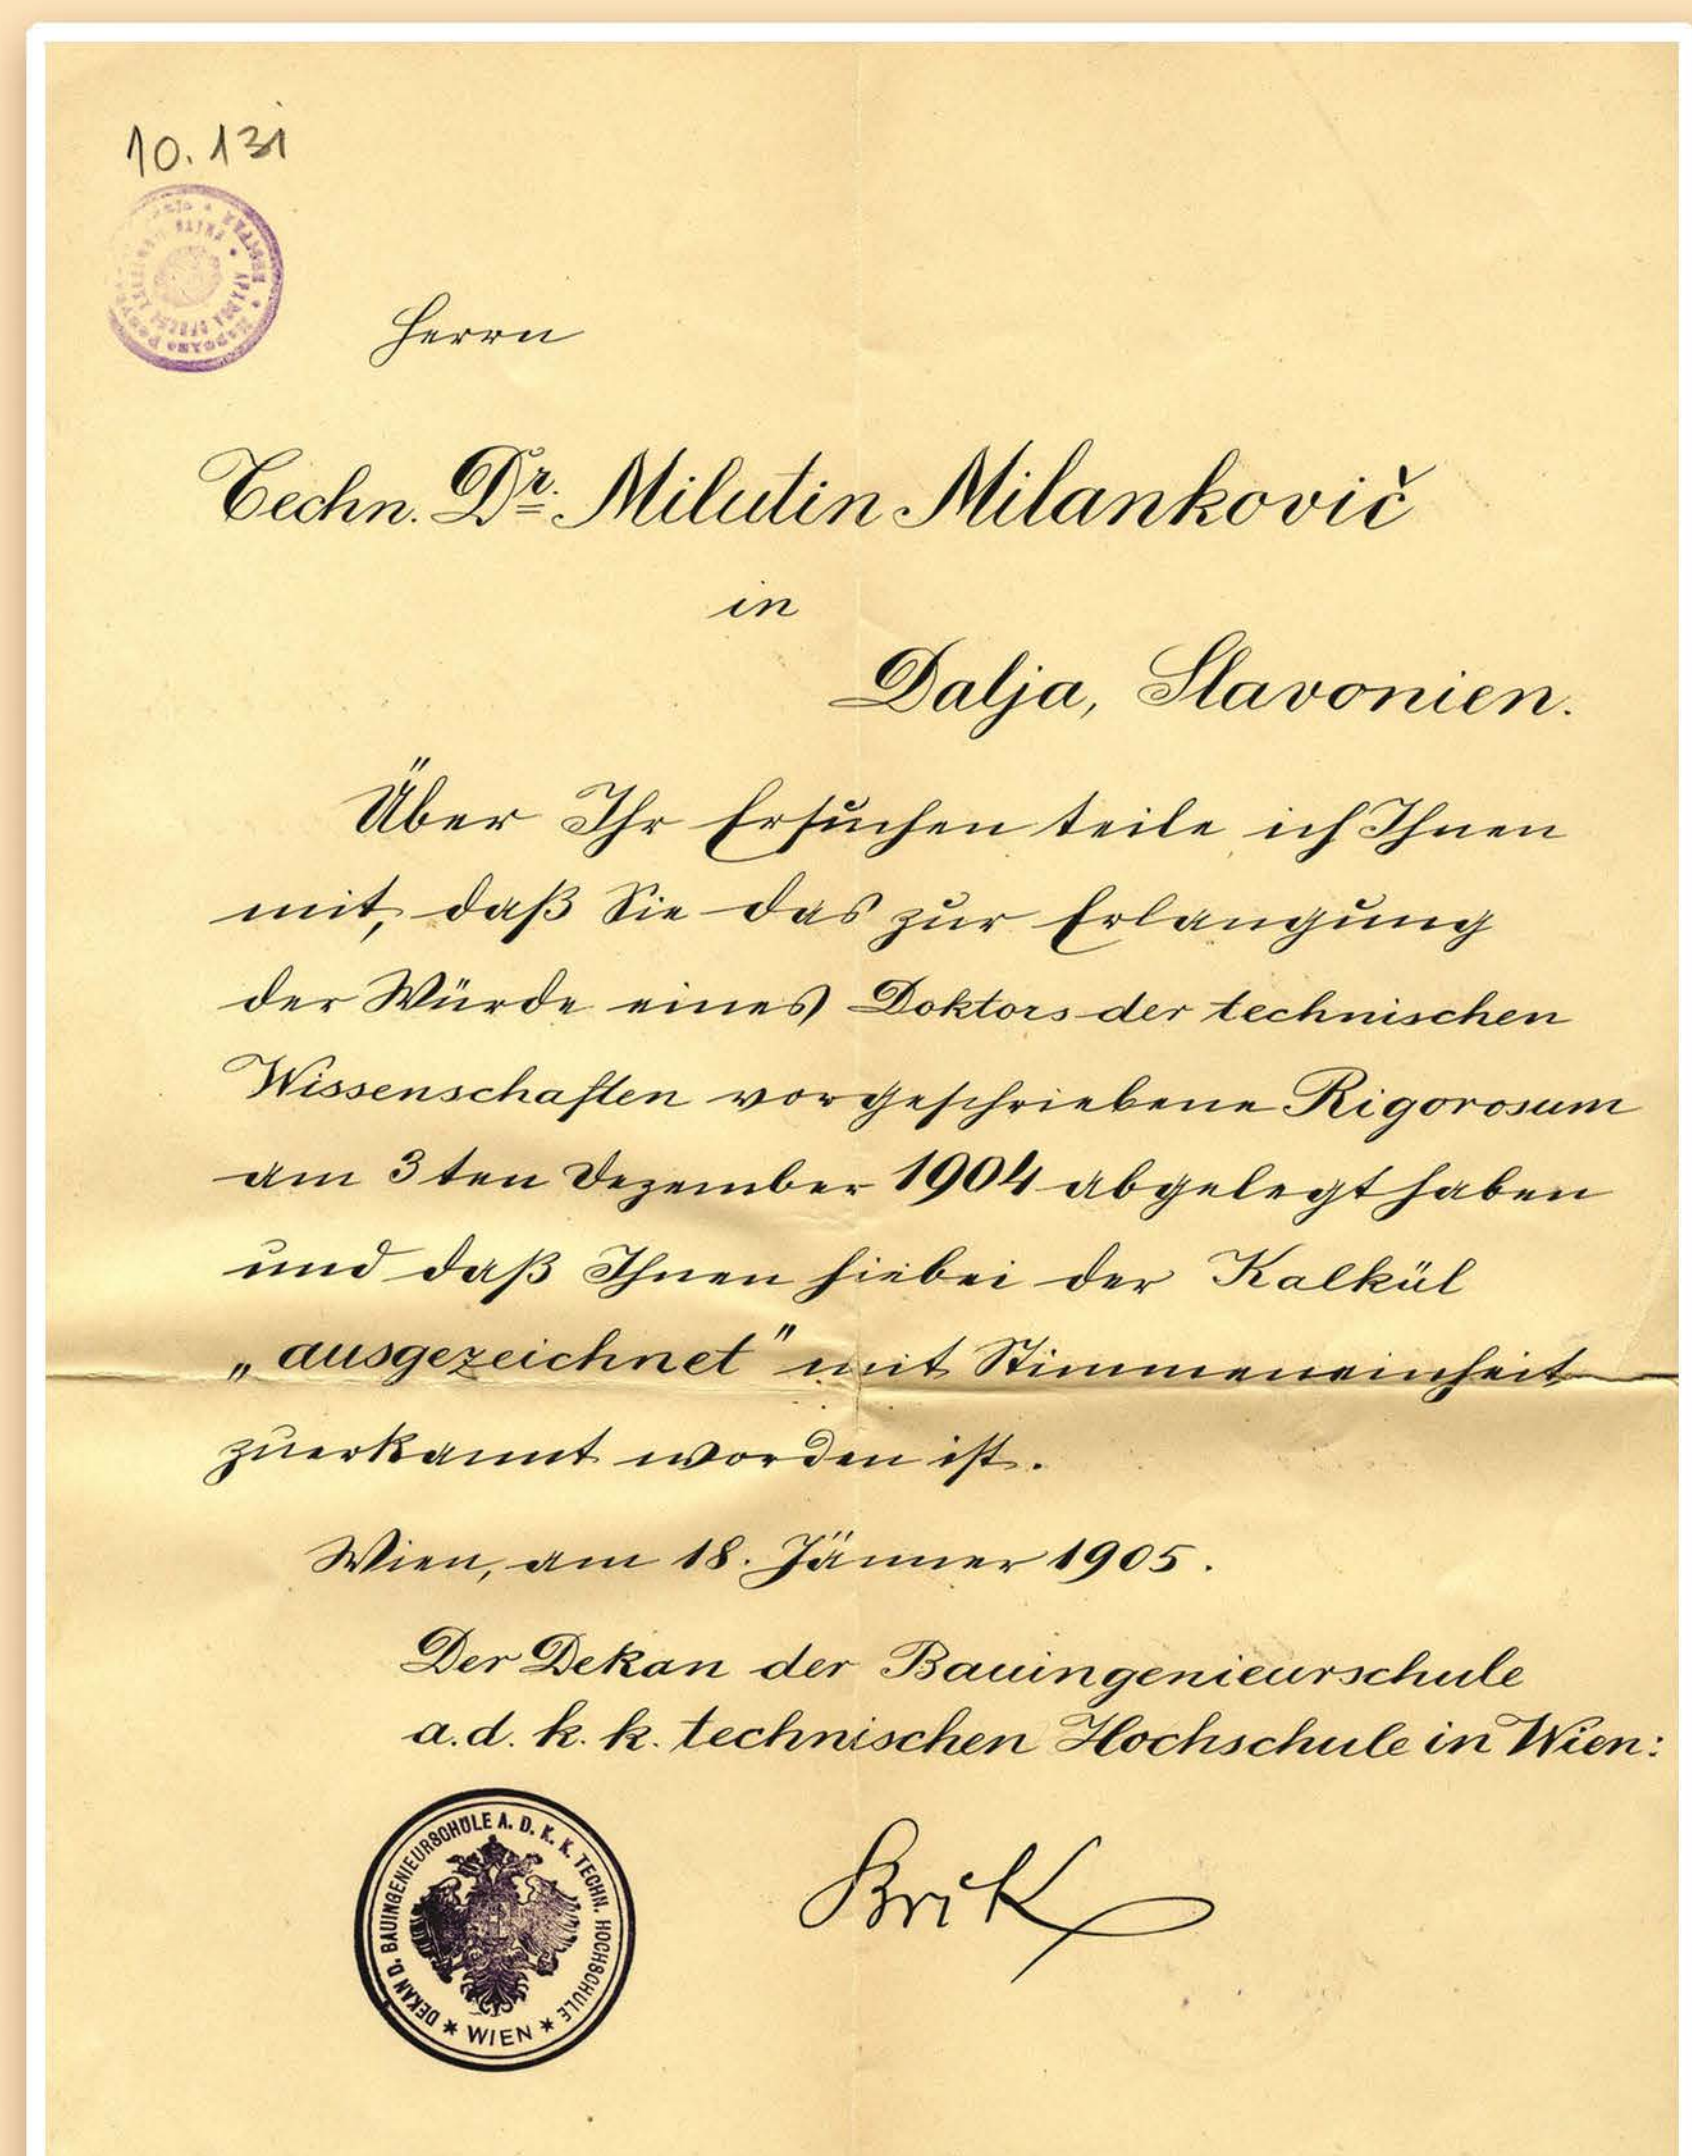 10.131
Herrn
Techn. Dr. Milutin Milankovič
in
Dalja, Slavonien.
Über Ihr Ersuchen teile ich Ihnen
mit, daß Sie das zur Erlangung
der Würde eines Doktors der technischen
Wissenschaften vorgeschriebene Rigorosum
am 3ten Dezember 1904 abgelegt haben
und daß Ihnen hiebei der Kalkül
„ausgezeichnet" mit Stimmeneinheit
zuerkannt worden ist.
Wien, am 18. Jänner 1905.
Der Dekan der Bauingenieurschule
a. d. k. k. technischen Hochschule in Wien:
Brik
DEKAN D. BAUINGENIEURSCHULE A. D. K. K. TECHN. HOCHSCHULE
* WIEN *